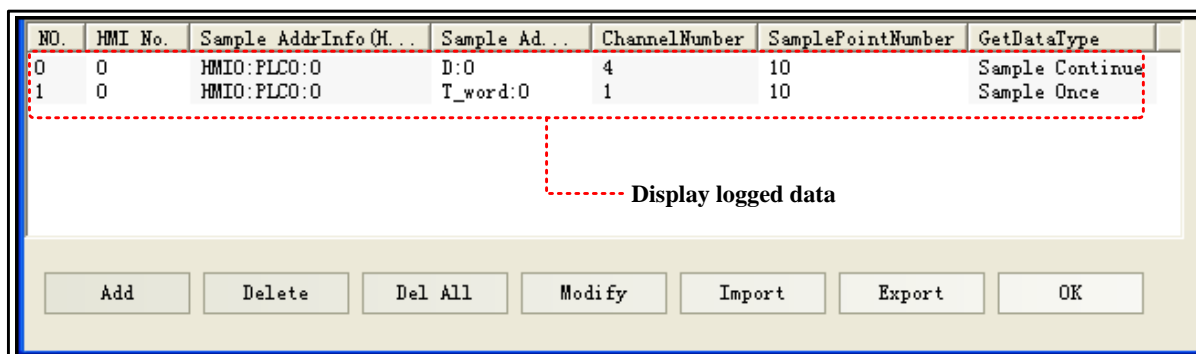 NO. HMI No. Sample AddrInfo(H... Sample Ad... ChannelNumber SamplePointNumber GetDataType
0 0 HMI0:PLC0:0 D:0 4 10 Sample Continue
1 0 HMI0:PLC0:0 T_word:0 1 10 Sample Once
Display logged data
Add Delete Del All Modify Import Export OK